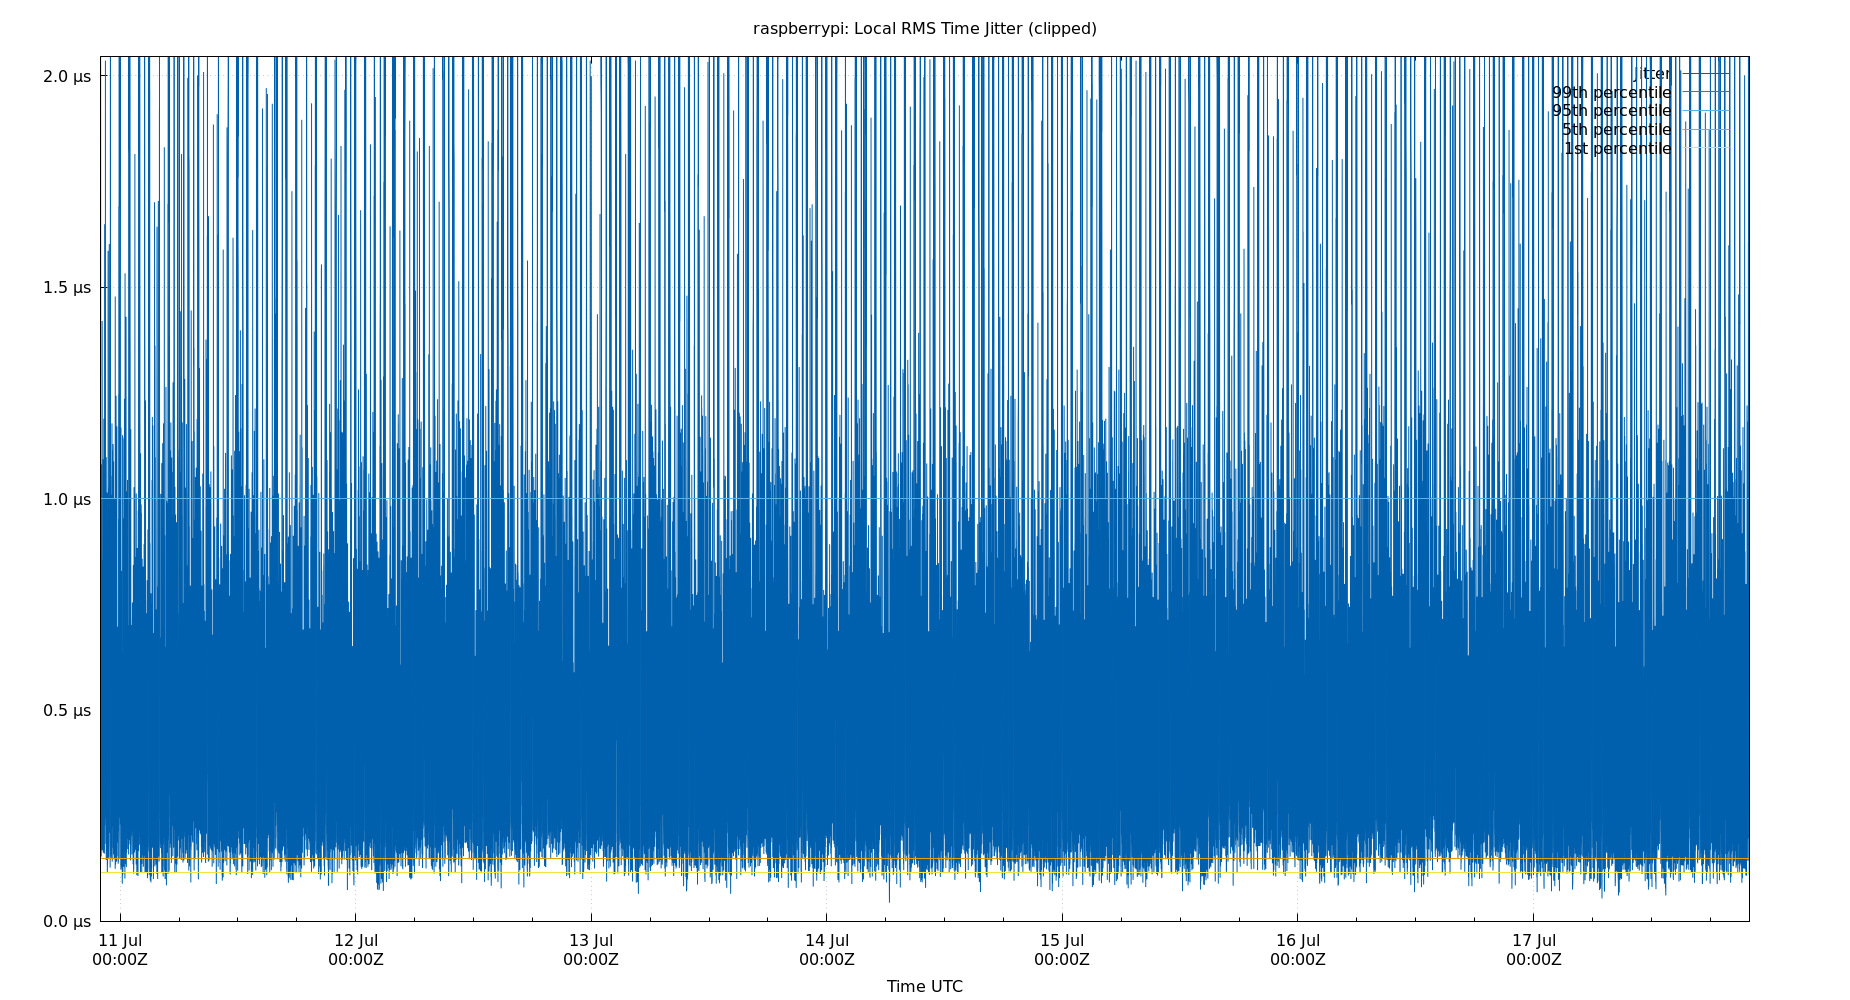 raspberrypi: Local RMS Time Jitter (clipped)
2.0 µs
1.5 µs
1.0 µs
0.5 µs
0.0 µs
Jitter
99th percentile
95th percentile
5th percentile
1st percentile
11 Jul 12 Jul 13 Jul 14 Jul 15 Jul 16 Jul 17 Jul
00:00Z 00:00Z 00:00Z 00:00Z 00:00Z 00:00Z 00:00Z
Time UTC